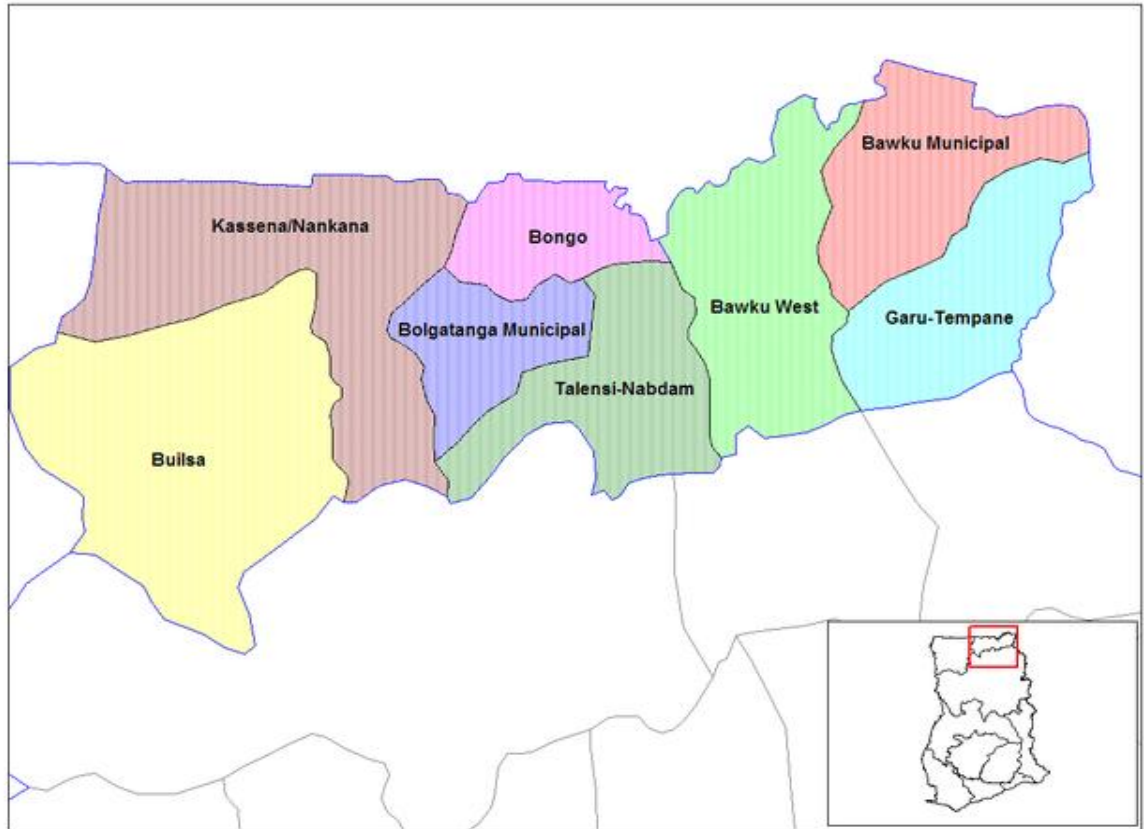 Bawku Municipal
Kassena/Nankana
Bongo
Bawku West
Garu-Tempane
Bolgatanga Municipal
Talensi-Nabdam
Builsa